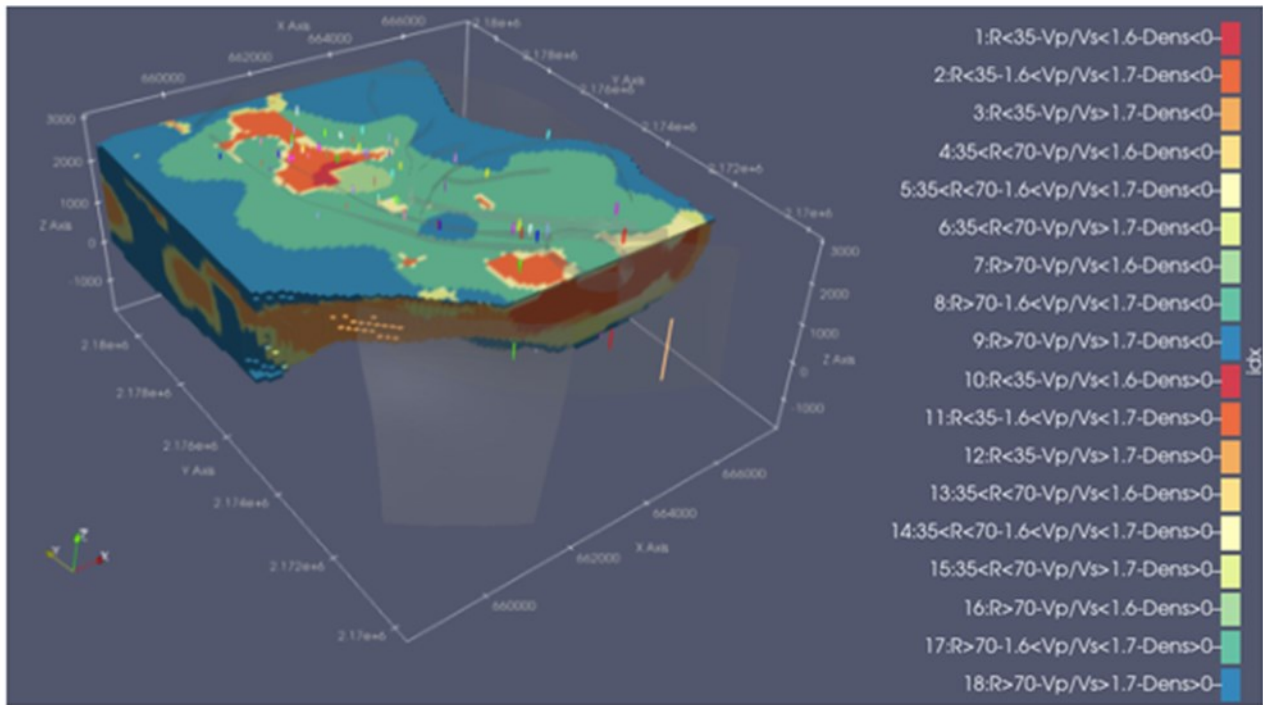 X Axis
666000
664000
662000
660000
2.18e+6
2.178e+6
Y Axis
2.176e+6
2.174e+6
2.172e+6
2.17e+6
3000
2000
1000
Z Axis
0
-1000
3000
2000
1000
Z Axis
0
-1000
2.18e+6
2.178e+6
2.176e+6
Y Axis
2.174e+6
2.172e+6
2.17e+6
666000
664000
X Axis
662000
660000
Y
Z
X
1:R<35-Vp/Vs<1.6-Dens<0
2:R<35-1.6<Vp/Vs<1.7-Dens<0
3:R<35-Vp/Vs>1.7-Dens<0
4:35<R<70-Vp/Vs<1.6-Dens<0
5:35<R<70-1.6<Vp/Vs<1.7-Dens<0
6:35<R<70-Vp/Vs>1.7-Dens<0
7:R>70-Vp/Vs<1.6-Dens<0
8:R>70-1.6<Vp/Vs<1.7-Dens<0
9:R>70-Vp/Vs>1.7-Dens<0
10:R<35-Vp/Vs<1.6-Dens>0
11:R<35-1.6<Vp/Vs<1.7-Dens>0
12:R<35-Vp/Vs>1.7-Dens>0
13:35<R<70-Vp/Vs<1.6-Dens>0
14:35<R<70-1.6<Vp/Vs<1.7-Dens>0
15:35<R<70-Vp/Vs>1.7-Dens>0
16:R>70-Vp/Vs<1.6-Dens>0
17:R>70-1.6<Vp/Vs<1.7-Dens>0
18:R>70-Vp/Vs>1.7-Dens>0
Idx